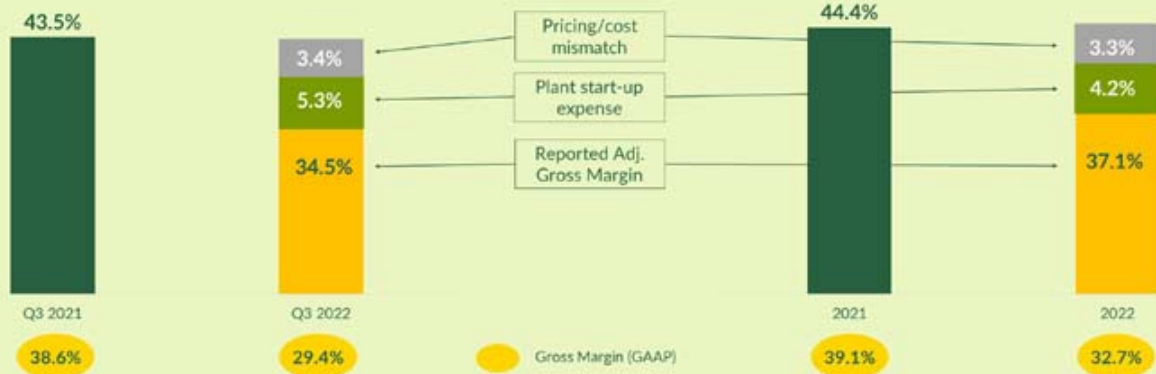 43.5%
44.4%
Pricing/cost
mismatch
3.4%
3.3%
Plant start-up
expense
5.3%
4.2%
Reported Adj.
Gross Margin
34.5%
37.1%
Q3 2021
Q3 2022
2021
2022
38.6%
29.4%
Gross Margin (GAAP)
39.1%
32.7%